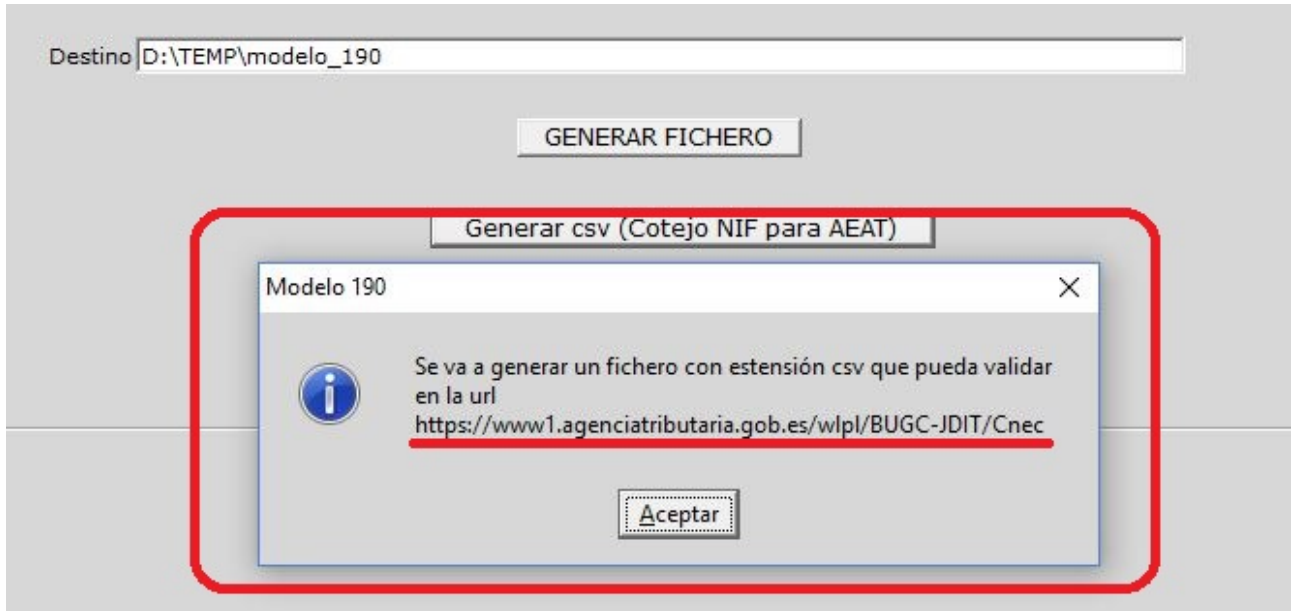 Destino D:\TEMP\modelo_190
GENERAR FICHERO
Generar csv (Cotejo NIF para AEAT)
Modelo 190
Se va a generar un fichero con estensión csv que pueda validar
en la url
https://www1.agenciatributaria.gob.es/wlpl/BUGC-JDIT/Cnec
Aceptar